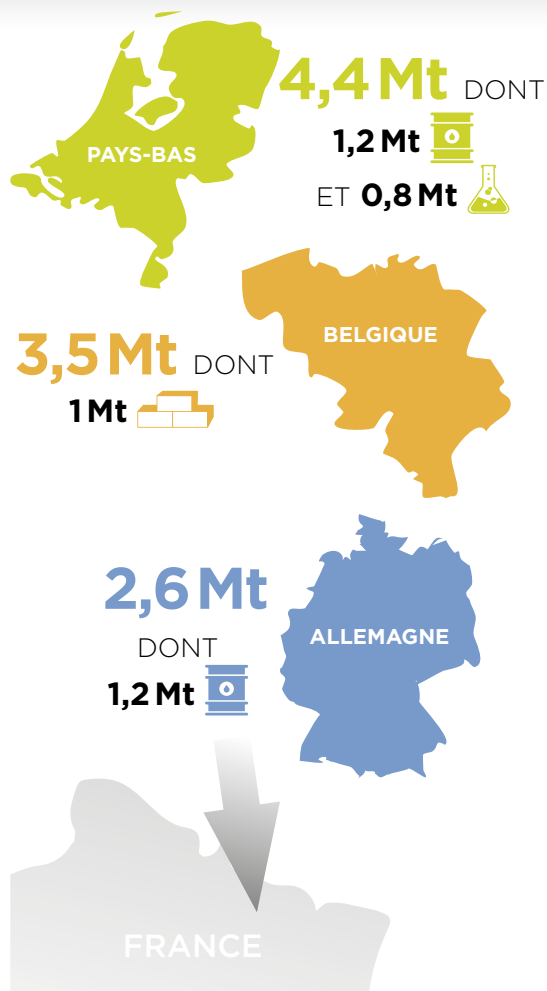 4,4 Mt DONT
1,2 Mt
PAYS-BAS
ET 0,8 Mt
BELGIQUE
3,5 Mt DONT
1 Mt
2,6 Mt
ALLEMAGNE
DONT
1,2 Mt
FRANCE